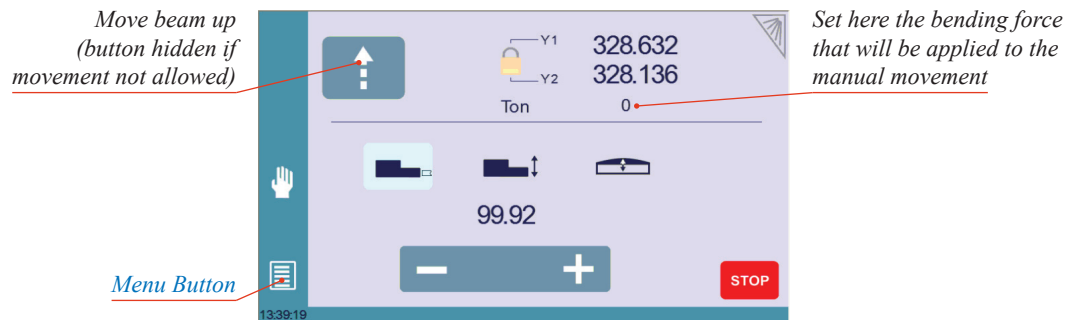 Move beam up
(button hidden if
movement not allowed)
Y1
328.632
Y2
328.136
Ton
0
Set here the bending force
that will be applied to the
manual movement
99.92
Menu Button
STOP
13:39:19